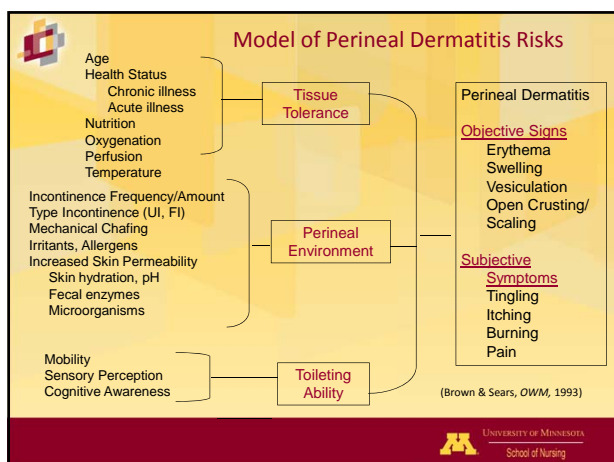 Model of Perineal Dermatitis Risks
Age
Health Status
Chronic illness
Acute illness
Nutrition
Oxygenation
Perfusion
Temperature
Tissue
Tolerance
Incontinence Frequency/Amount
Type Incontinence (UI, FI)
Mechanical Chafing
Irritants, Allergens
Increased Skin Permeability
Skin hydration, pH
Fecal enzymes
Microorganisms
Perineal
Environment
Mobility
Sensory Perception
Cognitive Awareness
Toileting
Ability
Perineal Dermatitis
Objective Signs
Erythema
Swelling
Vesiculation
Open Crusting/
Scaling
Subjective
Symptoms
Tingling
Itching
Burning
Pain
(Brown & Sears, OWM, 1993)
M
UNIVERSITY OF MINNESOTA
School of Nursing